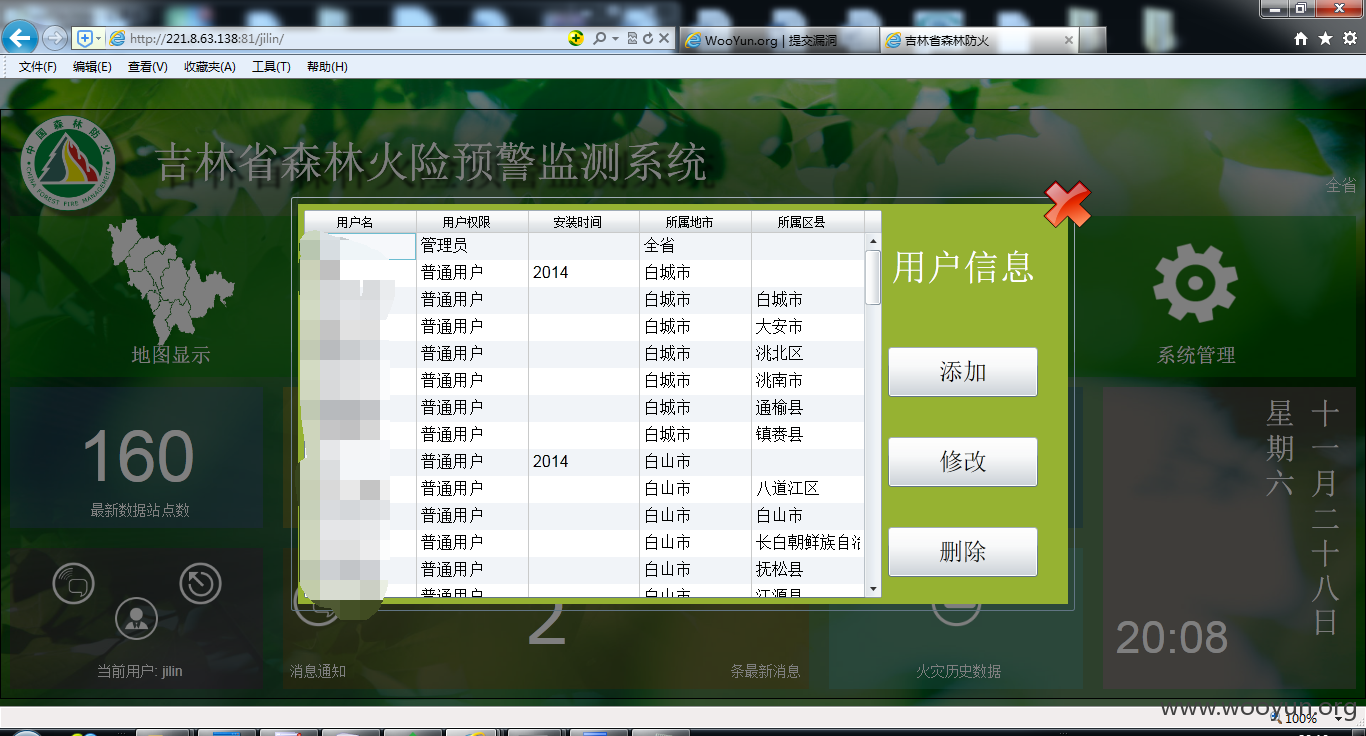 http://221.8.63.138:81/jilin/
WooYun.org | 提交漏洞
吉林省森林防火
文件(F) 编辑(E) 查看(V) 收藏夹(A) 工具(T) 帮助(H)
中国森林防火
CHINA FOREST FIRE MANAGEMENT
吉林省森林火险预警监测系统
全省
用户名 用户权限 安装时间 所属地市 所属区县
管理员 全省
普通用户 2014 白城市
普通用户 白城市 白城市
普通用户 白城市 大安市
普通用户 白城市 洮北区
普通用户 白城市 洮南市
普通用户 白城市 通榆县
普通用户 白城市 镇赉县
普通用户 2014 白山市
普通用户 白山市 八道江区
普通用户 白山市 白山市
普通用户 白山市 长白朝鲜族自治
普通用户 白山市 抚松县
普通用户 白山市 江源县
用户信息
添加
修改
删除
地图显示
系统管理
160
最新数据站点数
十一月二十八日
星期六
20:08
当前用户: jilin
消息通知
2
条最新消息
火灾历史数据
www.wooyun.org
100%